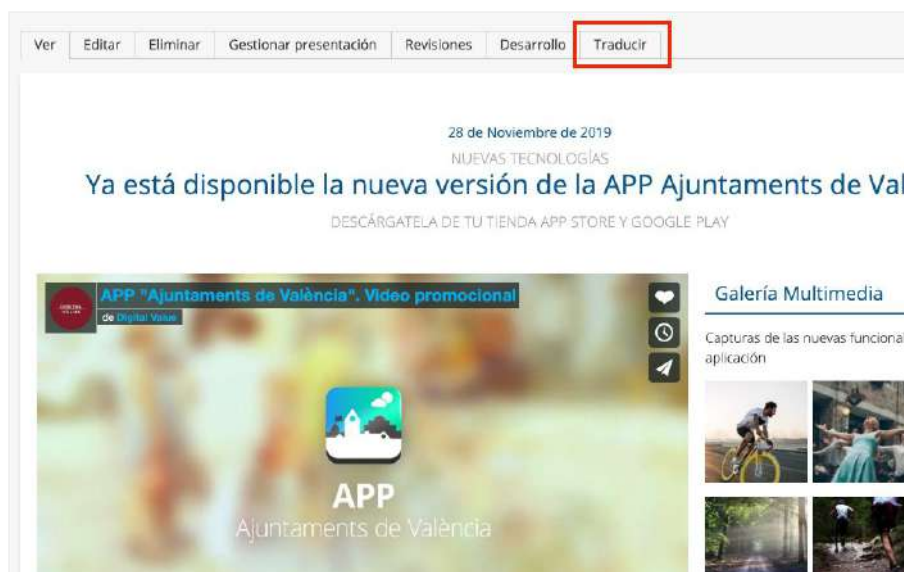 Ver Editar Eliminar Gestionar presentación Revisiones Desarrollo Traducir
28 de Noviembre de 2019
NUEVAS TECNOLOGÍAS
Ya está disponible la nueva versión de la APP Ajuntaments de Val
DESCÁRGATELA DE TU TIENDA APP STORE Y GOOGLE PLAY
APP "Ajuntaments de València". Video promocional
de Digital Value
APP
Ajuntaments de València
Galería Multimedia
Capturas de las nuevas funcional
aplicación